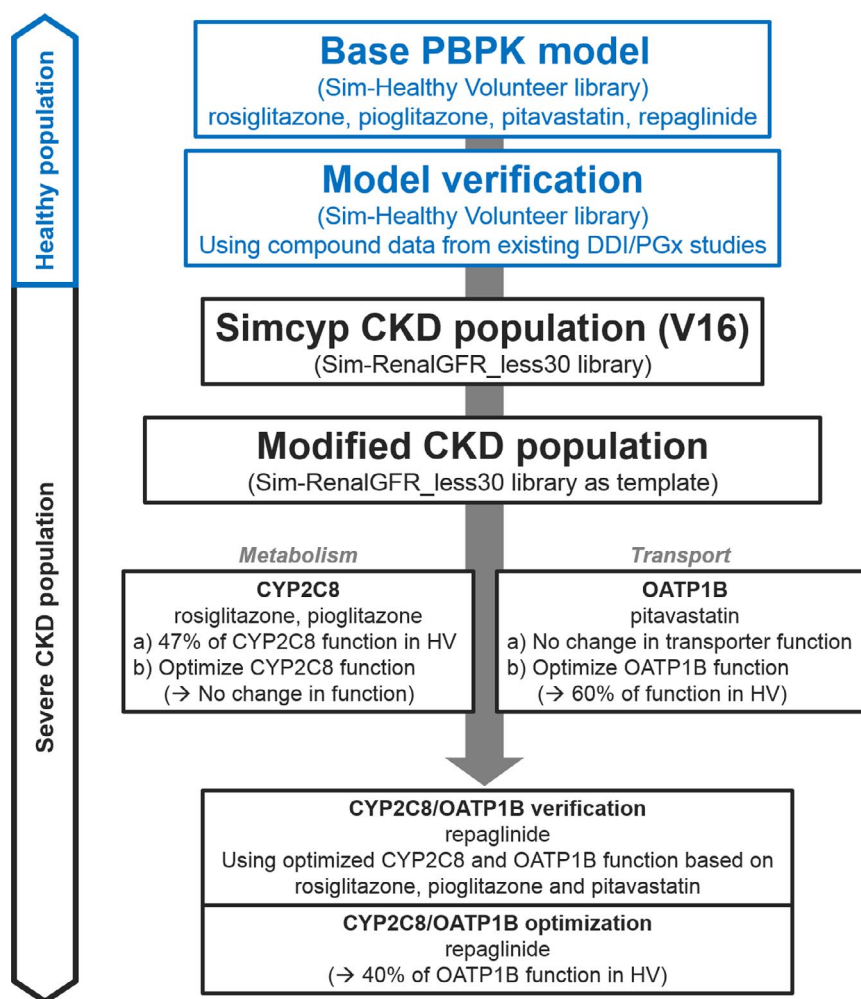 Healthy population
Base PBPK model
(Sim-Healthy Volunteer library)
rosiglitazone, pioglitazone, pitavastatin, repaglinide
Model verification
(Sim-Healthy Volunteer library)
Using compound data from existing DDI/PGx studies
Severe CKD population
Simcyp CKD population (V16)
(Sim-RenalGFR_less30 library)
Modified CKD population
(Sim-RenalGFR_less30 library as template)
Metabolism
CYP2C8
rosiglitazone, pioglitazone
a) 47% of CYP2C8 function in HV
b) Optimize CYP2C8 function
(→ No change in function)
Transport
OATP1B
pitavastatin
a) No change in transporter function
b) Optimize OATP1B function
(→ 60% of function in HV)
CYP2C8/OATP1B verification
repaglinide
Using optimized CYP2C8 and OATP1B function based on
rosiglitazone, pioglitazone and pitavastatin
CYP2C8/OATP1B optimization
repaglinide
(→ 40% of OATP1B function in HV)